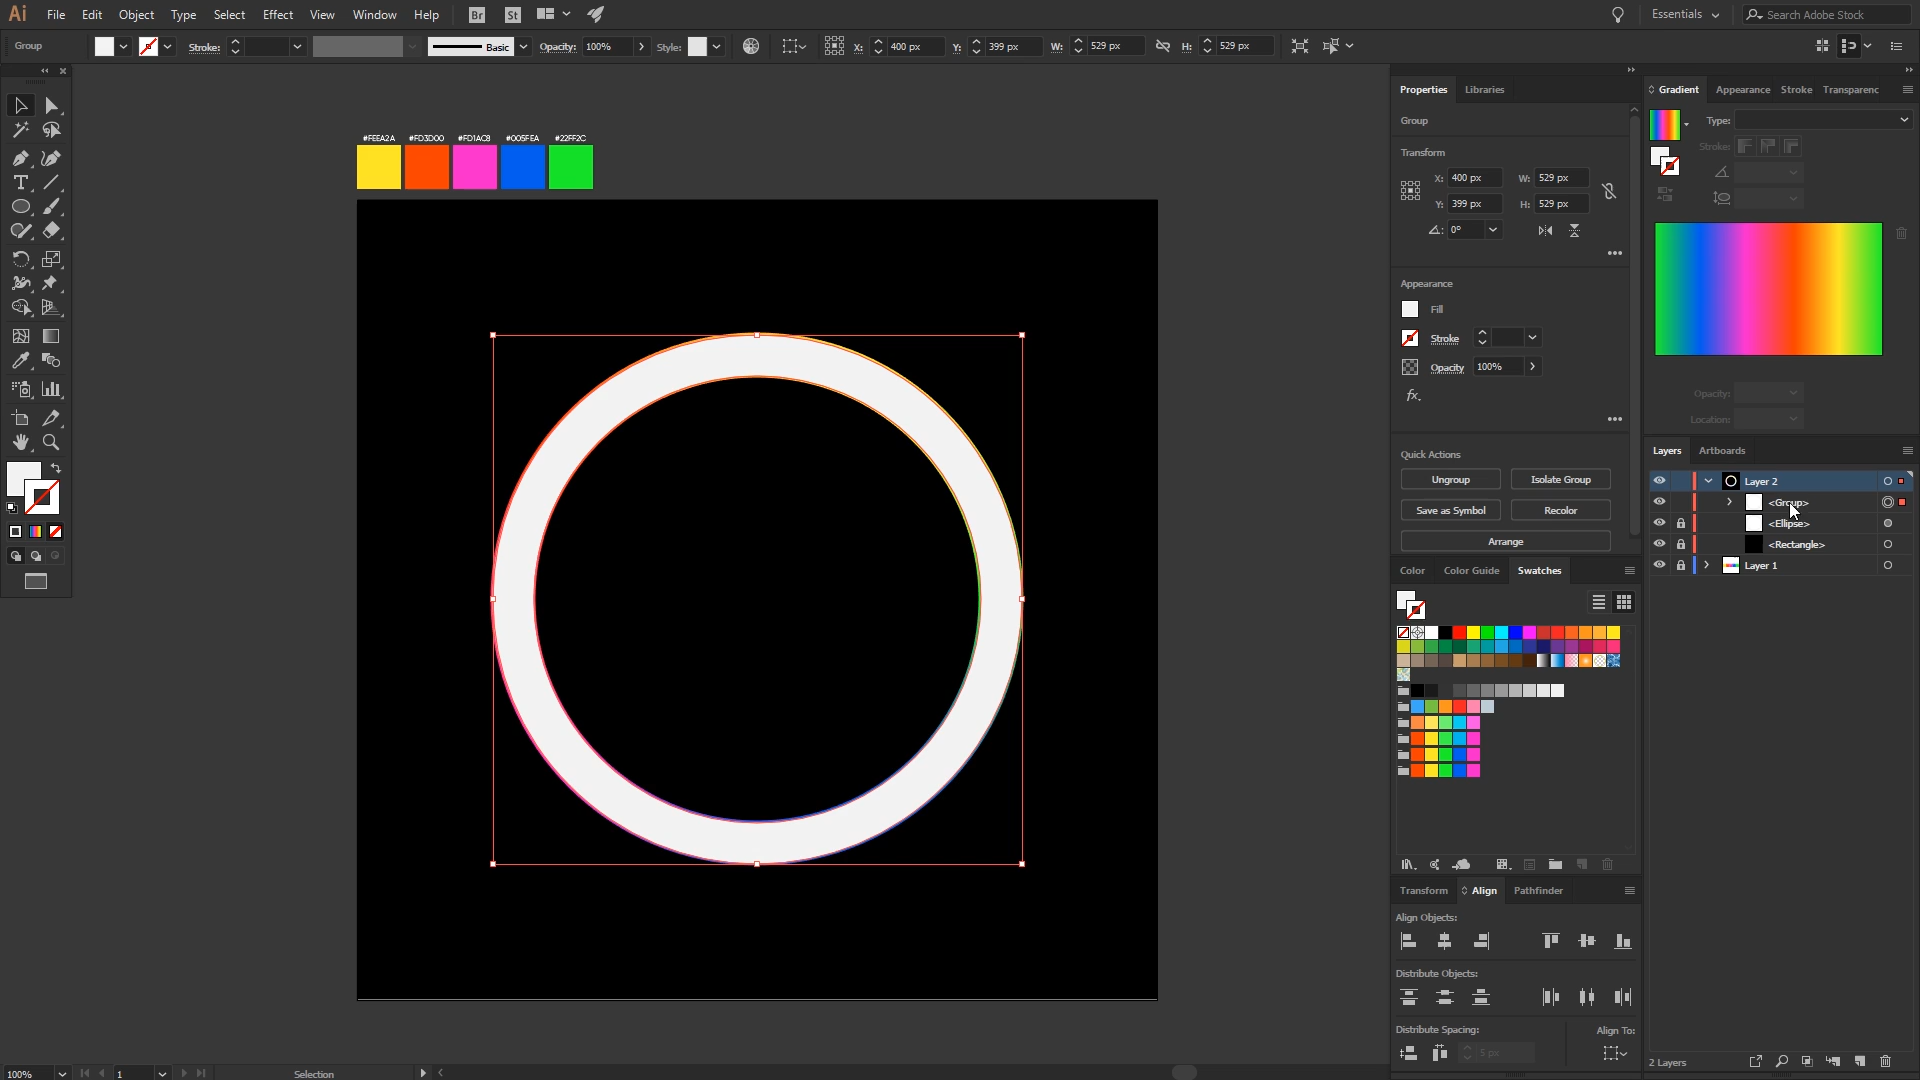 Ai File Edit Object Type Select Effect View Window Help Br St Essentials Search Adobe Stock
Group Stroke: Basic Opacity: 100% Style: X: 400 px Y: 399 px W: 529 px H: 529 px
#FEEA2A #FD3D00 #FD1AC8 #005FEA #22FF2C
Properties Libraries
Group
Transform
X: 400 px W: 529 px
Y: 399 px H: 529 px
0°
Appearance
Fill
Stroke
Opacity 100%
fx.
Quick Actions
Ungroup Isolate Group
Save as Symbol Recolor
Arrange
Color Color Guide Swatches
Transform Align Pathfinder
Align Objects:
Distribute Objects:
Distribute Spacing: Align To:
5 px
Gradient Appearance Stroke Transparenc
Type:
Stroke:
Opacity:
Location:
Layers Artboards
Layer 2
<Group>
<Ellipse>
<Rectangle>
Layer 1
2 Layers
100% 1 Selection